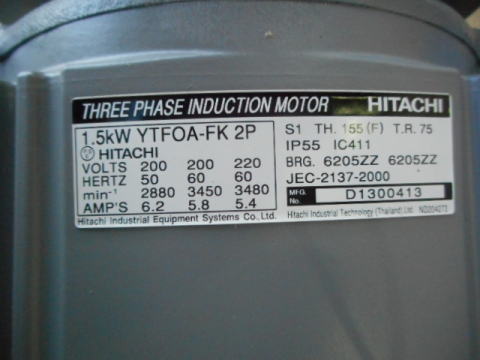 THREE PHASE INDUCTION MOTOR HITACHI
1.5kW YTFOA-FK 2P
HITACHI
VOLTS 200 200 220
HERTZ 50 60 60
min⁻¹ 2880 3450 3480
AMP'S 6.2 5.8 5.4
Hitachi Industrial Equipment Systems Co., Ltd.
S1 TH. 155 (F) T.R. 75
IP55 IC411
BRG. 6205ZZ 6205ZZ
JEC-2137-2000
MFG. No. D1300413
Hitachi Industrial Technology (Thailand),Ltd. ND204273